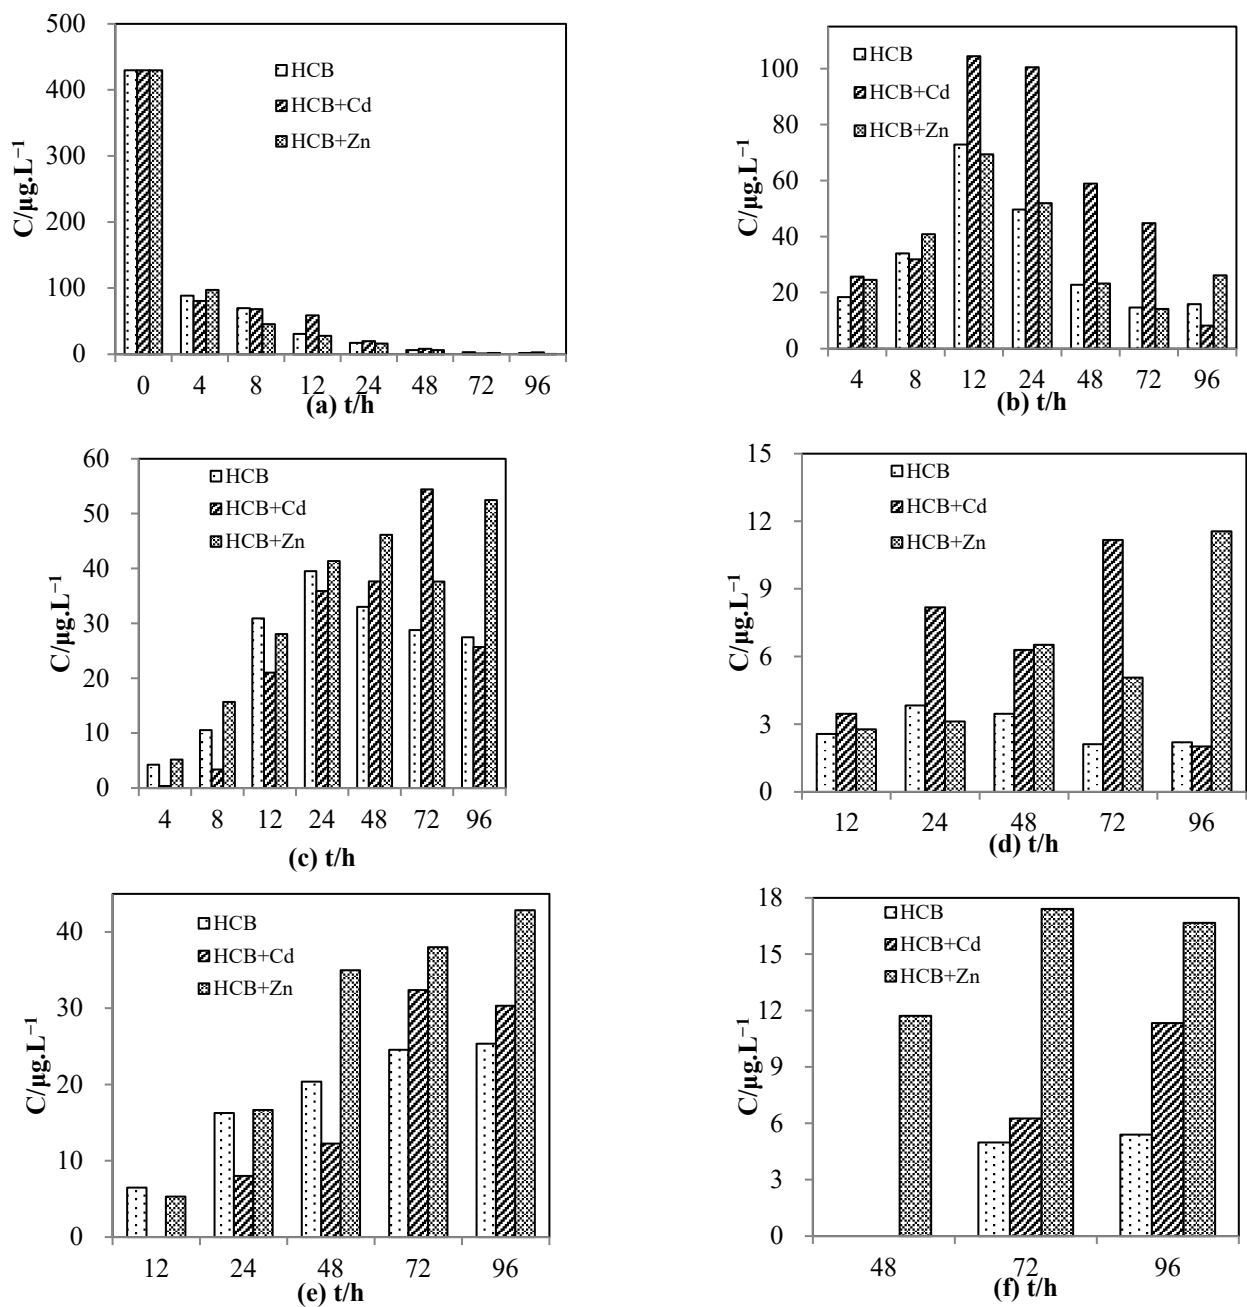 500
400
300
200
100
0
C/μg.L⁻¹
HCB
HCB+Cd
HCB+Zn
0 4 8 12 24 48 72 96
(a) t/h
100
80
60
40
20
0
C/μg.L⁻¹
HCB
HCB+Cd
HCB+Zn
4 8 12 24 48 72 96
(b) t/h
60
50
40
30
20
10
0
C/μg.L⁻¹
HCB
HCB+Cd
HCB+Zn
4 8 12 24 48 72 96
(c) t/h
15
12
9
6
3
0
C/μg.L⁻¹
HCB
HCB+Cd
HCB+Zn
12 24 48 72 96
(d) t/h
40
30
20
10
0
C/μg.L⁻¹
HCB
HCB+Cd
HCB+Zn
12 24 48 72 96
(e) t/h
18
15
12
9
6
3
0
C/μg.L⁻¹
HCB
HCB+Cd
HCB+Zn
48 72 96
(f) t/h